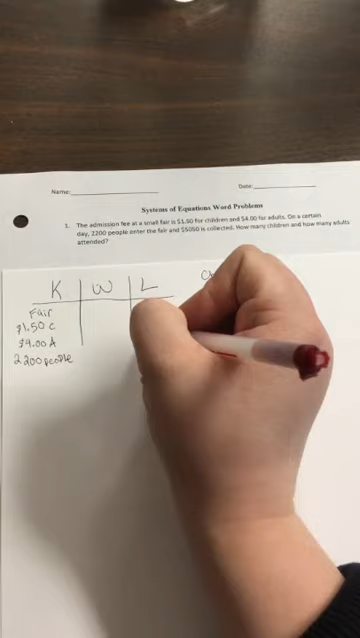 Name: Date:
Systems of Equations Word Problems
1. The admission fee at a small fair is $1.50 for children and $4.00 for adults. On a certain
day, 2200 people enter the fair and $5050 is collected. How many children and how many adults
attended?
K W L
Fair
$1.50 C
$4.00 A
2200 people